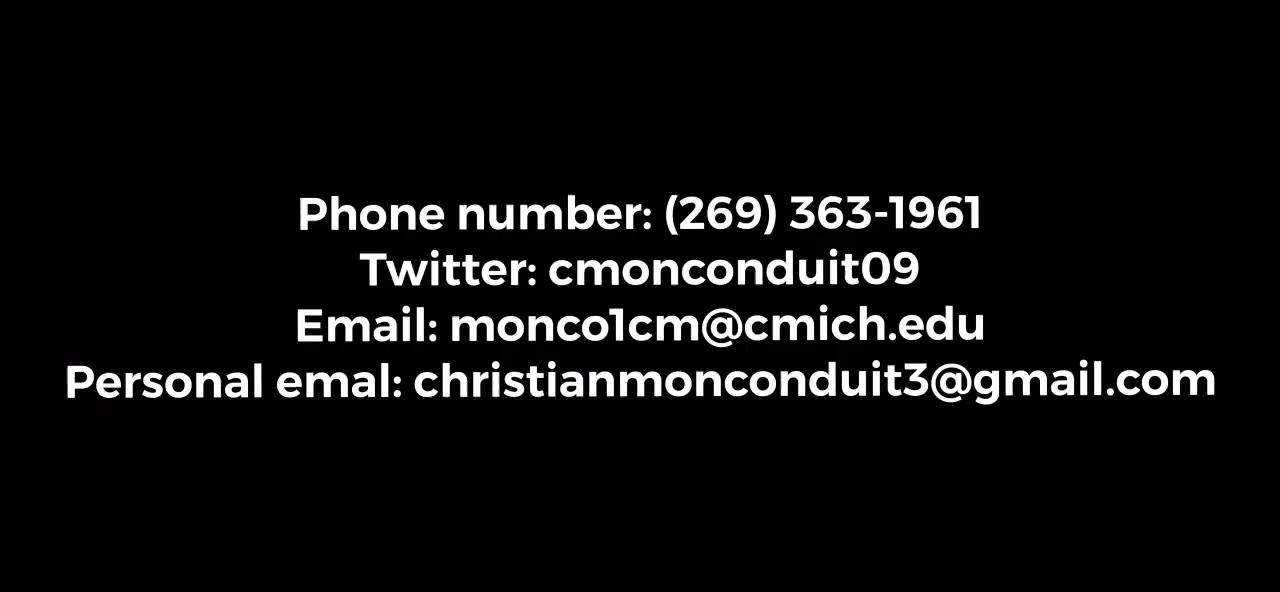 Phone number: (269) 363-1961
Twitter: cmonconduit09
Email: monco1cm@cmich.edu
Personal emal: christianmonconduit3@gmail.com